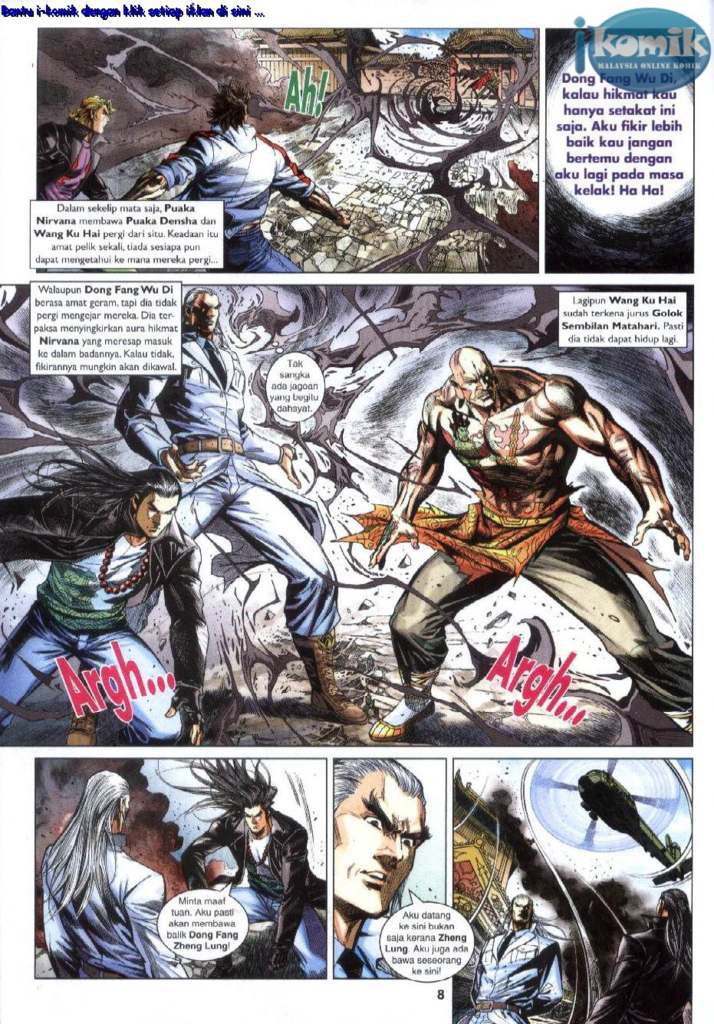 Bantu i-komik dengan klik setiap iklan di sini ...
ikomik
MALAYSIA ONLINE KOMIK
Ah!
Dalam sekelip mata saja, Puaka
Nirvana membawa Puaka Densha dan
Wang Ku Hai pergi dari situ. Keadaan itu
amat pelik sekali, tiada sesiapa pun
dapat mengetahui ke mana mereka pergi...
Dong Fang Wu Di,
kalau hikmat kau
hanya setakat ini
saja. Aku fikir lebih
baik kau jangan
bertemu dengan
aku lagi pada masa
kelak! Ha Ha!
Walaupun Dong Fang Wu Di
berasa amat geram, tapi dia tidak
pergi mengejar mereka. Dia ter-
paksa menyingkirkan aura hikmat
Nirvana yang meresap masuk
ke dalam badannya. Kalau tidak,
fikirannya mungkin akan dikawal.
Tak
sangka
ada jagoan
yang begitu
dahsyat.
Lagipun Wang Ku Hai
sudah terkena jurus Golok
Sembilan Matahari. Pasti
dia tidak dapat hidup lagi.
Argh...
Argh...
Minta maaf
tuan. Aku pasti
akan membawa
balik Dong Fang
Zheng Lung!
Aku datang
ke sini bukan
saja kerana Zheng
Lung. Aku juga ada
bawa seseorang
ke sini!
8